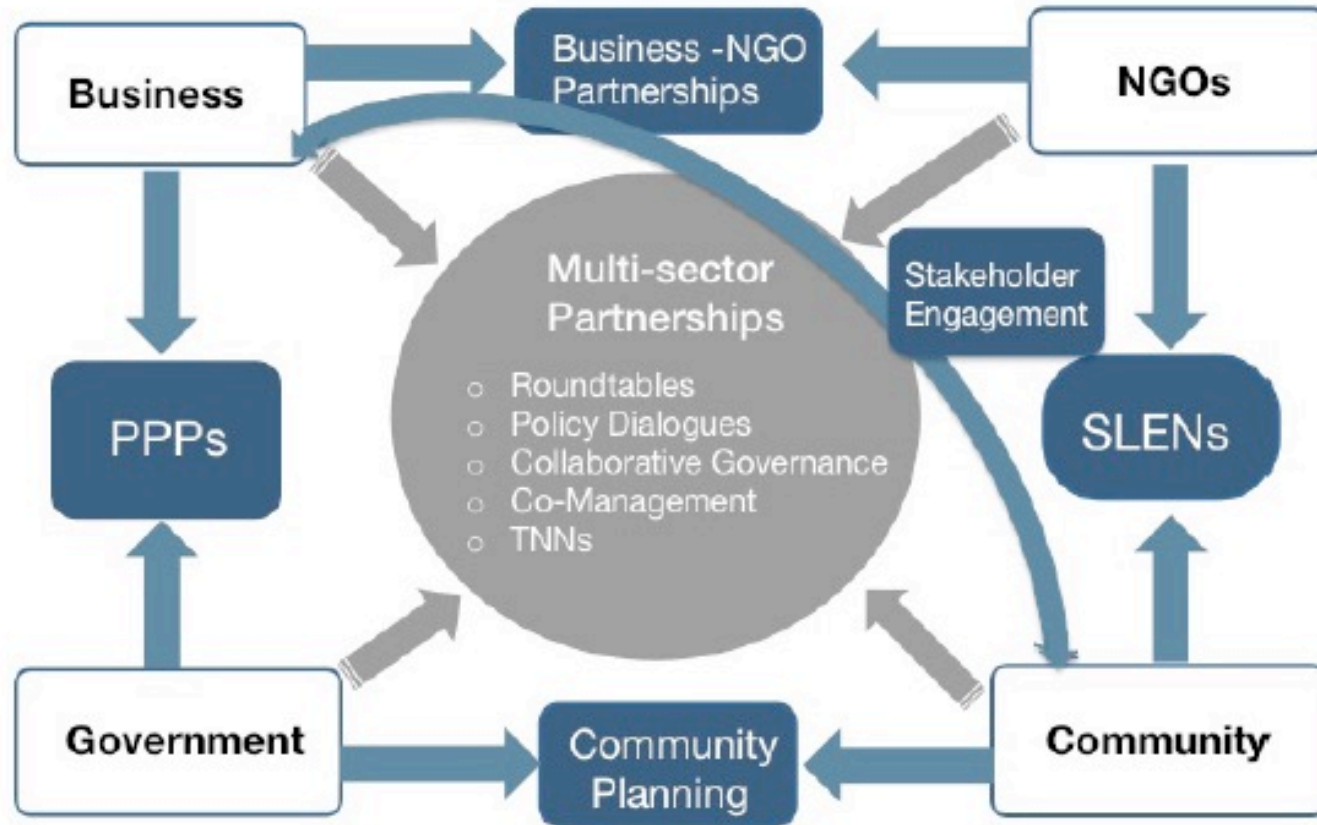 Business
Business -NGO
Partnerships
NGOs
Multi-sector
Partnerships
Stakeholder
Engagement
○ Roundtables
○ Policy Dialogues
○ Collaborative Governance
○ Co-Management
○ TNNs
PPPs
SLENs
Government
Community
Planning
Community